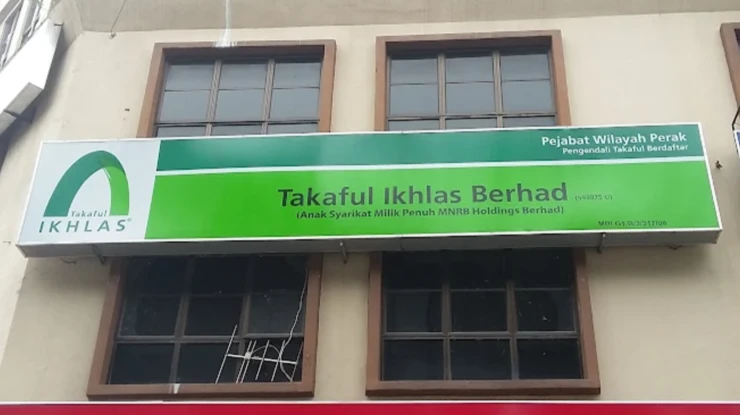 Takaful
IKHLAS®
Pejabat Wilayah Perak
Pengendali Takaful Berdaftar
Takaful Ikhlas Berhad
(Anak Syarikat Milik Penuh MNRB Holdings Berhad)